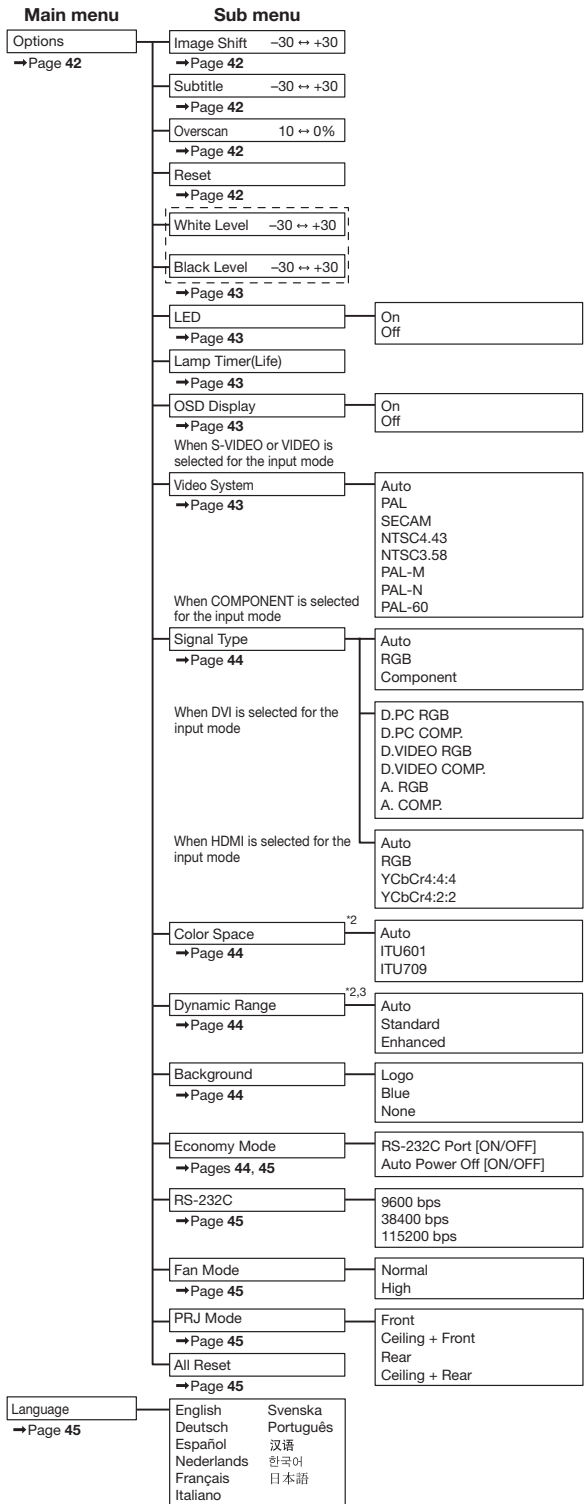 Main menu
Sub menu
Options
➞Page 42
Image Shift –30 ↔ +30
➞Page 42
Subtitle –30 ↔ +30
➞Page 42
Overscan 10 ↔ 0%
➞Page 42
Reset
➞Page 42
White Level –30 ↔ +30
Black Level –30 ↔ +30
➞Page 43
LED
➞Page 43
On
Off
Lamp Timer(Life)
➞Page 43
OSD Display
➞Page 43
On
Off
When S-VIDEO or VIDEO is
selected for the input mode
Video System
➞Page 43
Auto
PAL
SECAM
NTSC4.43
NTSC3.58
PAL-M
PAL-N
PAL-60
When COMPONENT is selected
for the input mode
Signal Type
➞Page 44
Auto
RGB
Component
When DVI is selected for the
input mode
D.PC RGB
D.PC COMP.
D.VIDEO RGB
D.VIDEO COMP.
A. RGB
A. COMP.
When HDMI is selected for the
input mode
Auto
RGB
YCbCr4:4:4
YCbCr4:2:2
Color Space *2
➞Page 44
Auto
ITU601
ITU709
Dynamic Range *2,3
➞Page 44
Auto
Standard
Enhanced
Background
➞Page 44
Logo
Blue
None
Economy Mode
➞Pages 44, 45
RS-232C Port [ON/OFF]
Auto Power Off [ON/OFF]
RS-232C
➞Page 45
9600 bps
38400 bps
115200 bps
Fan Mode
➞Page 45
Normal
High
PRJ Mode
➞Page 45
Front
Ceiling + Front
Rear
Ceiling + Rear
All Reset
➞Page 45
Language
➞Page 45
English Svenska
Deutsch Português
Español 汉语
Nederlands 한국어
Français 日本語
Italiano